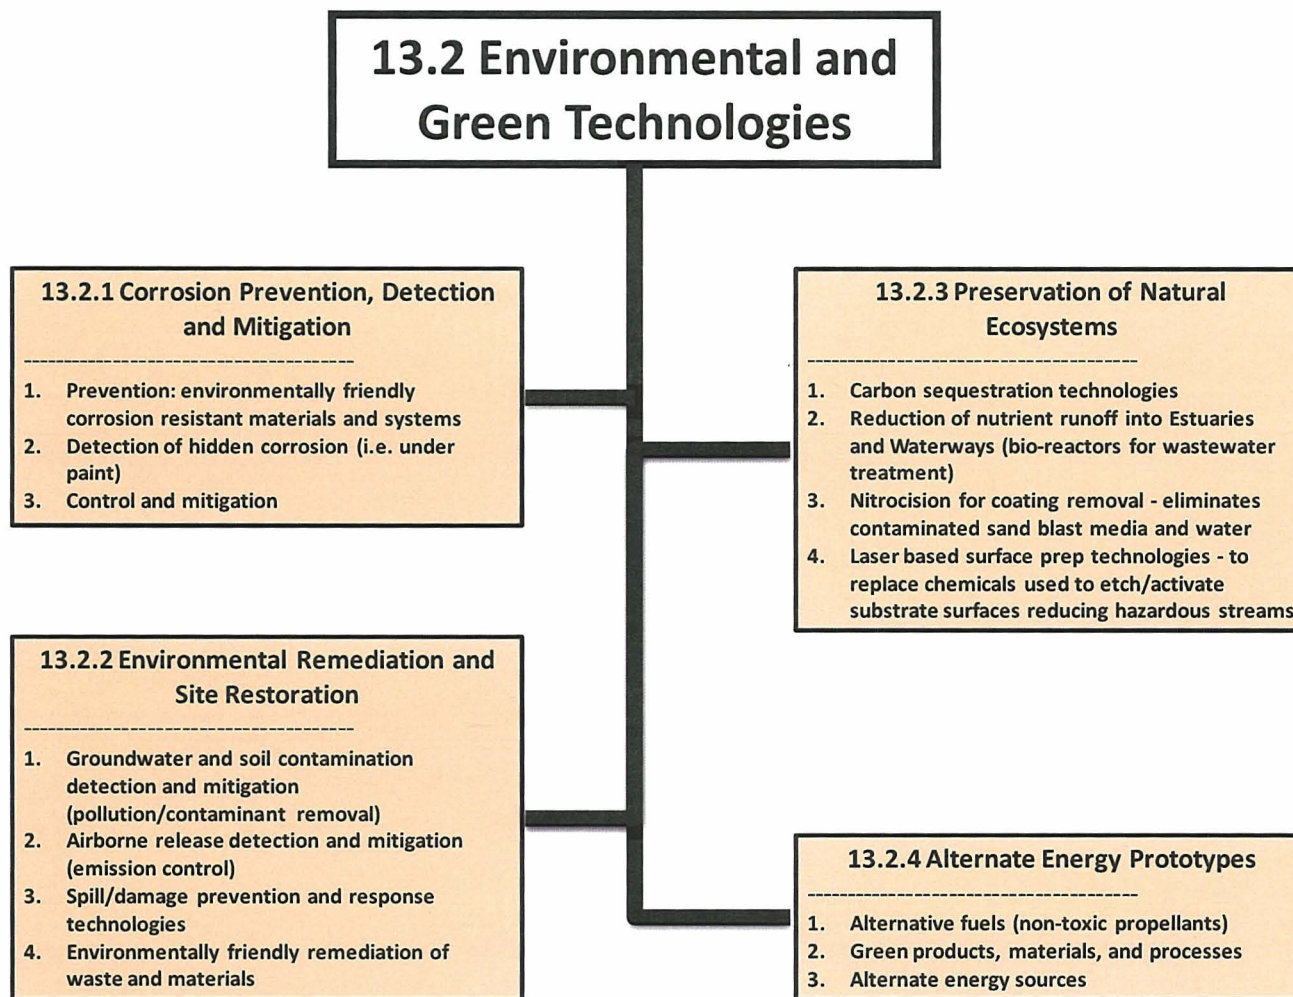 13.2 Environmental and
Green Technologies
13.2.1 Corrosion Prevention, Detection
and Mitigation
----------------------------------------
1. Prevention: environmentally friendly
corrosion resistant materials and systems
2. Detection of hidden corrosion (i.e. under
paint)
3. Control and mitigation
13.2.2 Environmental Remediation and
Site Restoration
----------------------------------------
1. Groundwater and soil contamination
detection and mitigation
(pollution/contaminant removal)
2. Airborne release detection and mitigation
(emission control)
3. Spill/damage prevention and response
technologies
4. Environmentally friendly remediation of
waste and materials
13.2.3 Preservation of Natural
Ecosystems
----------------------------------------
1. Carbon sequestration technologies
2. Reduction of nutrient runoff into Estuaries
and Waterways (bio-reactors for wastewater
treatment)
3. Nitrocision for coating removal - eliminates
contaminated sand blast media and water
4. Laser based surface prep technologies - to
replace chemicals used to etch/activate
substrate surfaces reducing hazardous streams
13.2.4 Alternate Energy Prototypes
----------------------------------------
1. Alternative fuels (non-toxic propellants)
2. Green products, materials, and processes
3. Alternate energy sources